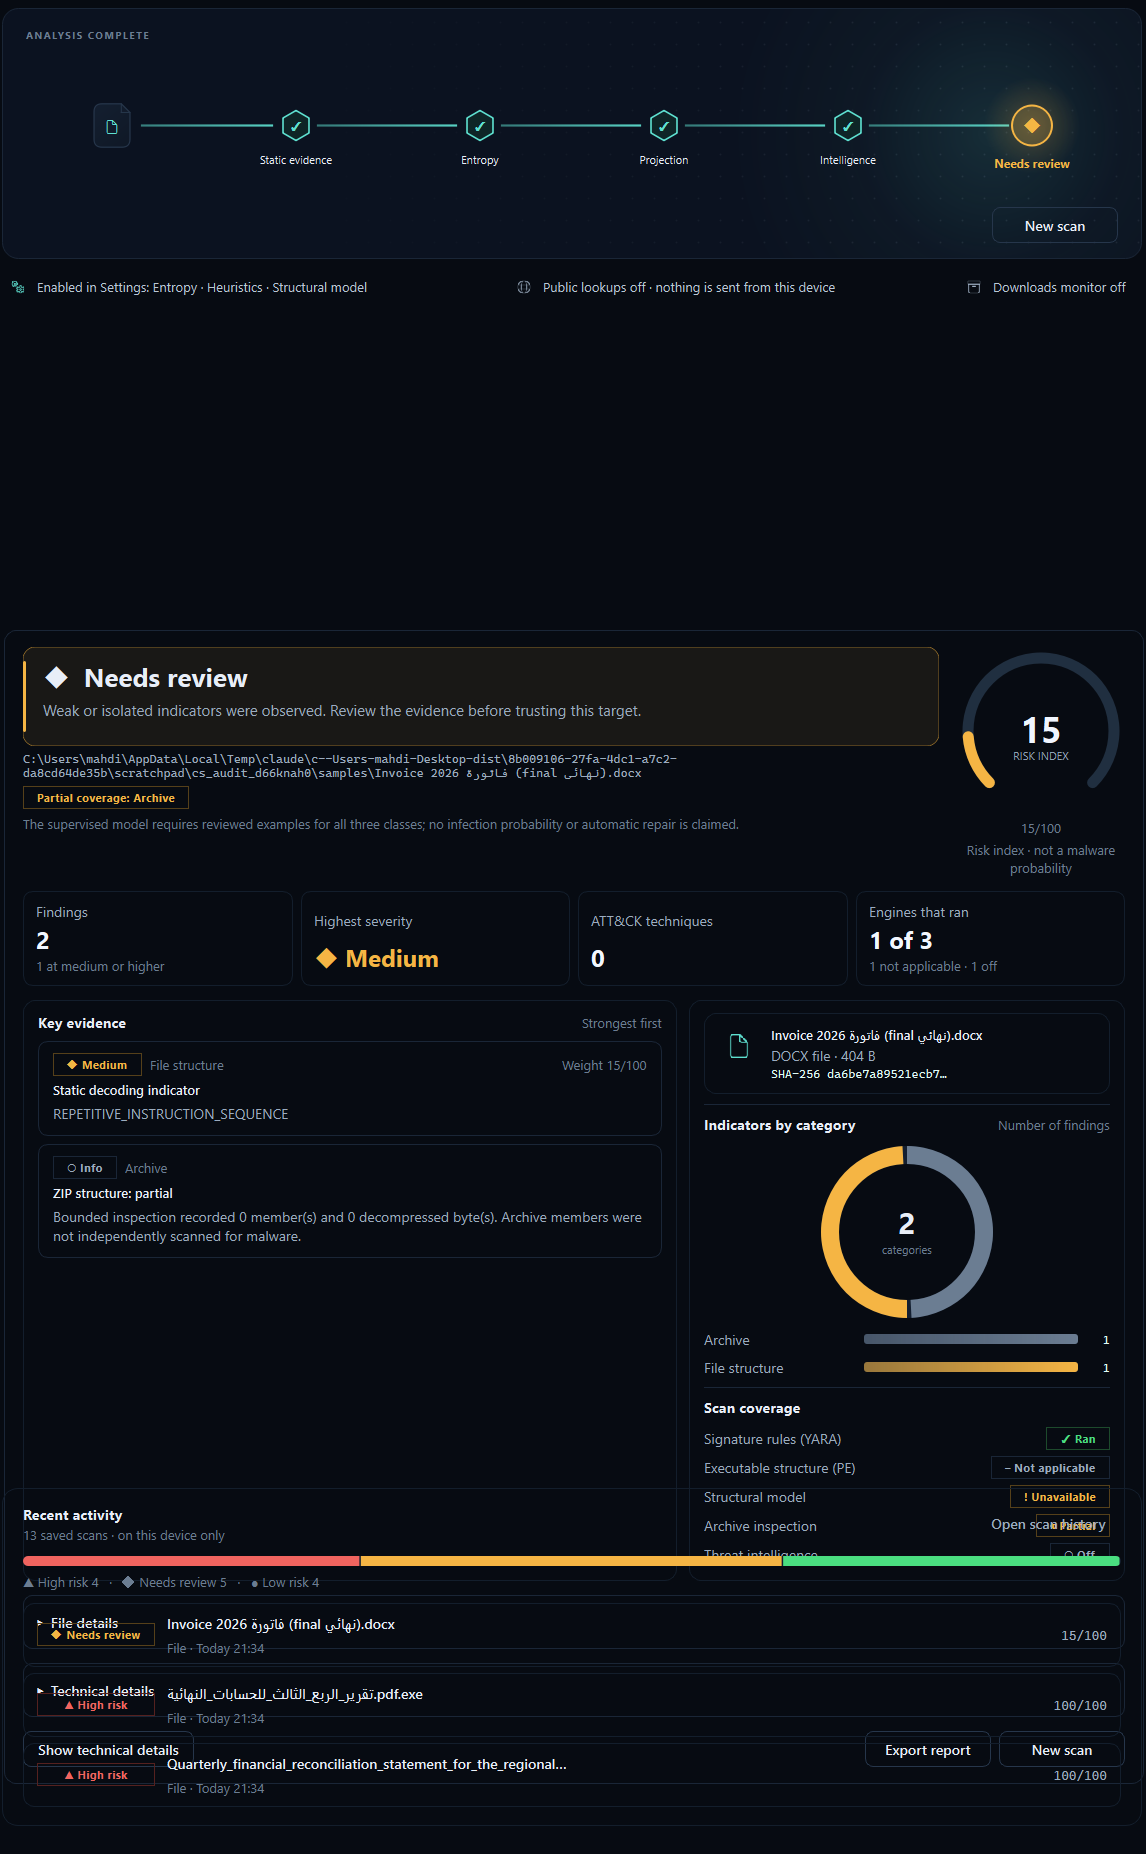 ANALYSIS COMPLETE
Static evidence
Entropy
Projection
Intelligence
Needs review
New scan
Enabled in Settings: Entropy · Heuristics · Structural model
Public lookups off · nothing is sent from this device
Downloads monitor off
Needs review
Weak or isolated indicators were observed. Review the evidence before trusting this target.
C:\Users\mahdi\AppData\Local\Temp\claude\c--Users-mahdi-Desktop-dist\8b009106-27fa-4dc1-a7c2-
da8cd64de35b\scratchpad\cs_audit_d66knah0\samples\Invoice 2026 فاتورة (final نهائي).docx
Partial coverage: Archive
The supervised model requires reviewed examples for all three classes; no infection probability or automatic repair is claimed.
15
RISK INDEX
15/100
Risk index · not a malware
probability
Findings
2
1 at medium or higher
Highest severity
Medium
ATT&CK techniques
0
Engines that ran
1 of 3
1 not applicable · 1 off
Key evidence
Strongest first
Medium
File structure
Weight 15/100
Static decoding indicator
REPETITIVE_INSTRUCTION_SEQUENCE
Info
Archive
ZIP structure: partial
Bounded inspection recorded 0 member(s) and 0 decompressed byte(s). Archive members were
not independently scanned for malware.
Invoice 2026 فاتورة (final نهائي).docx
DOCX file · 404 B
SHA-256 da6be7a89521ecb7…
Indicators by category
Number of findings
2
categories
Archive
1
File structure
1
Scan coverage
Signature rules (YARA)
✓ Ran
Executable structure (PE)
– Not applicable
Structural model
! Unavailable
Archive inspection
Partial
Threat intelligence
Off
Recent activity
13 saved scans · on this device only
Open scan history
▲ High risk 4 · ◆ Needs review 5 · ● Low risk 4
File details
Needs review
Invoice 2026 فاتورة (final نهائي).docx
File · Today 21:34
15/100
Technical details
High risk
تقرير_الربع_الثالث_للحسابات_النهائية.pdf.exe
File · Today 21:34
100/100
Show technical details
Export report
New scan
High risk
Quarterly_financial_reconciliation_statement_for_the_regional...
File · Today 21:34
100/100